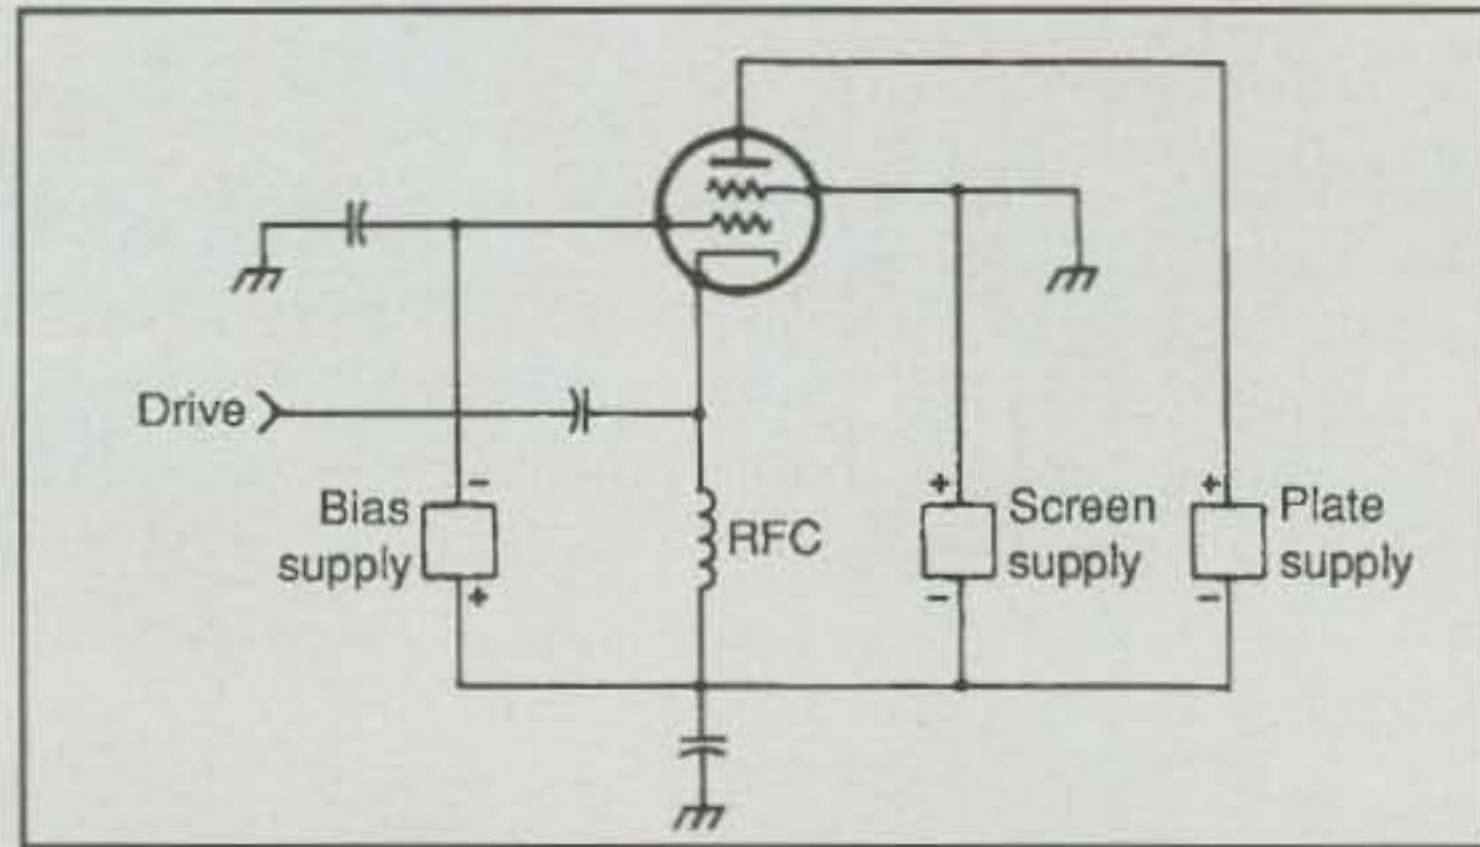 Drive
Bias
supply
-
+
RFC
+
-
Screen
supply
+
-
Plate
supply